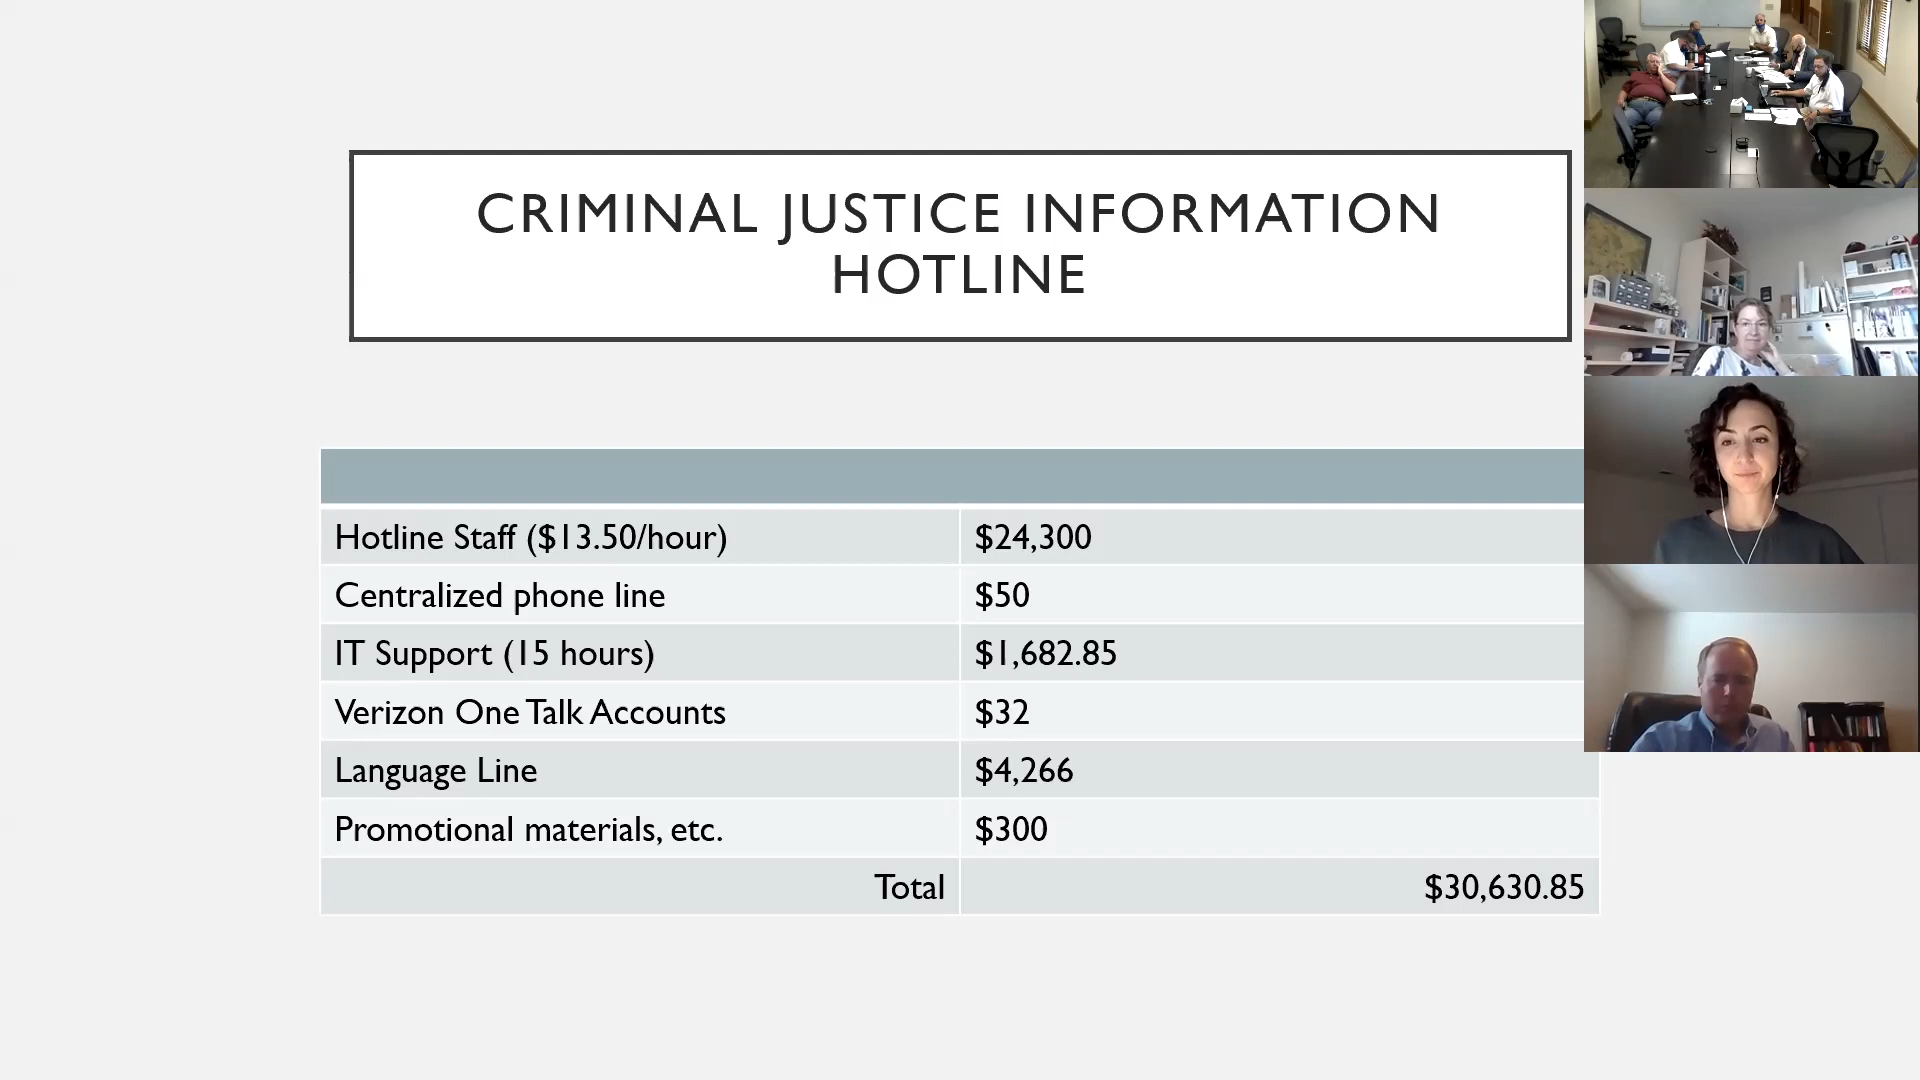 CRIMINAL JUSTICE INFORMATION
HOTLINE
Hotline Staff ($13.50/hour) $24,300
Centralized phone line $50
IT Support (15 hours) $1,682.85
Verizon One Talk Accounts $32
Language Line $4,266
Promotional materials, etc. $300
Total $30,630.85